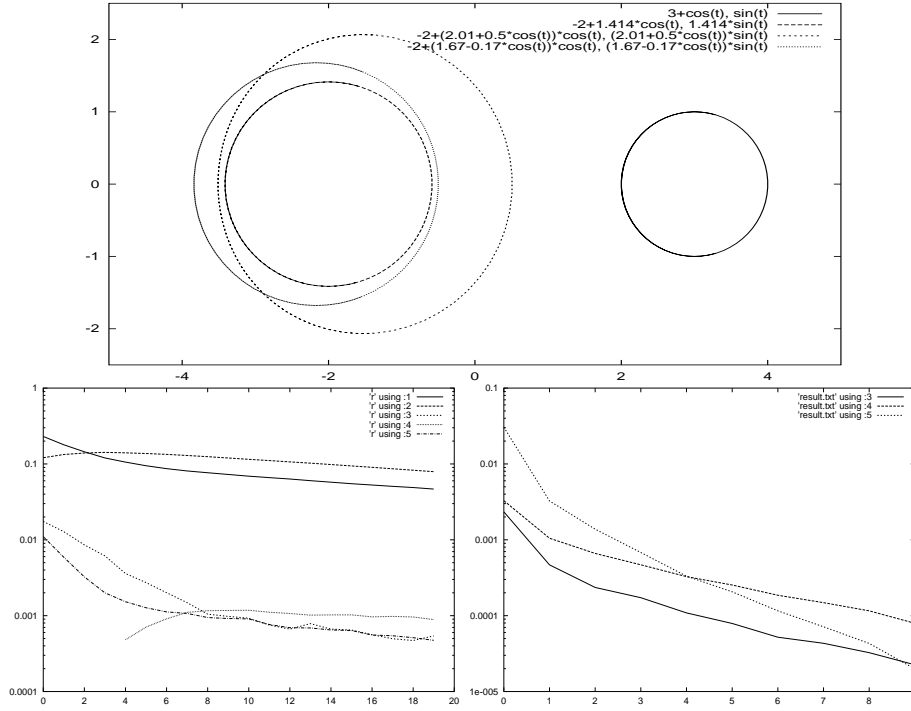 3+cos(t), sin(t)
-2+1.414*cos(t), 1.414*sin(t)
-2+(2.01+0.5*cos(t))*cos(t), (2.01+0.5*cos(t))*sin(t)
-2+(1.67-0.17*cos(t))*cos(t), (1.67-0.17*cos(t))*sin(t)
2
1
0
-1
-2
-4 -2 0 2 4
1
0.1
0.01
0.001
0.0001
'r' using :1
'r' using :2
'r' using :3
'r' using :4
'r' using :5
0 2 4 6 8 10 12 14 16 18 20
0.1
0.01
0.001
0.0001
1e-005
'result.txt' using :3
'result.txt' using :4
'result.txt' using :5
0 1 2 3 4 5 6 7 8 9